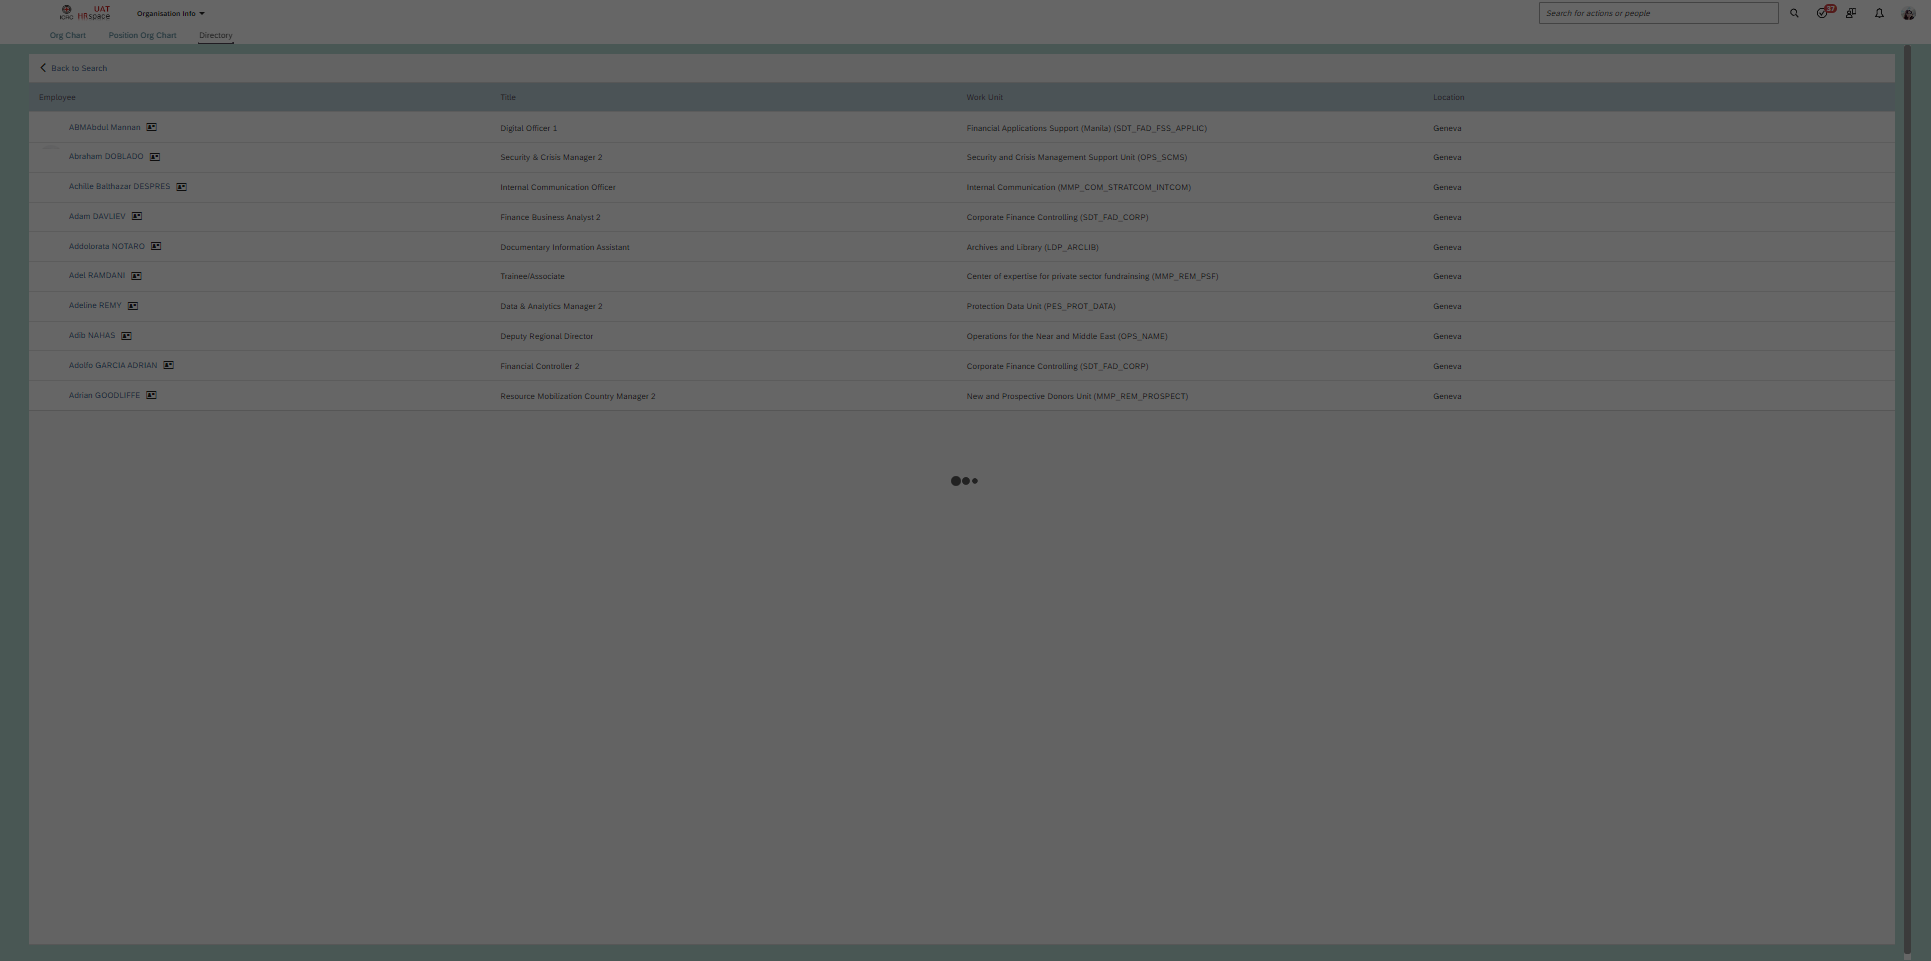 ICRC UAT HRspace
Organisation Info
Search for actions or people
37
Org Chart Position Org Chart Directory
Back to Search
Employee Title Work Unit Location
ABMAbdul Mannan Digital Officer 1 Financial Applications Support (Manila) (SDT_FAD_FSS_APPLIC) Geneva
Abraham DOBLADO Security & Crisis Manager 2 Security and Crisis Management Support Unit (OPS_SCMS) Geneva
Achille Balthazar DESPRES Internal Communication Officer Internal Communication (MMP_COM_STRATCOM_INTCOM) Geneva
Adam DAVLIEV Finance Business Analyst 2 Corporate Finance Controlling (SDT_FAD_CORP) Geneva
Addolorata NOTARO Documentary Information Assistant Archives and Library (LDP_ARCLIB) Geneva
Adel RAMDANI Trainee/Associate Center of expertise for private sector fundrainsing (MMP_REM_PSF) Geneva
Adeline REMY Data & Analytics Manager 2 Protection Data Unit (PES_PROT_DATA) Geneva
Adib NAHAS Deputy Regional Director Operations for the Near and Middle East (OPS_NAME) Geneva
Adolfo GARCIA ADRIAN Financial Controller 2 Corporate Finance Controlling (SDT_FAD_CORP) Geneva
Adrian GOODLIFFE Resource Mobilization Country Manager 2 New and Prospective Donors Unit (MMP_REM_PROSPECT) Geneva